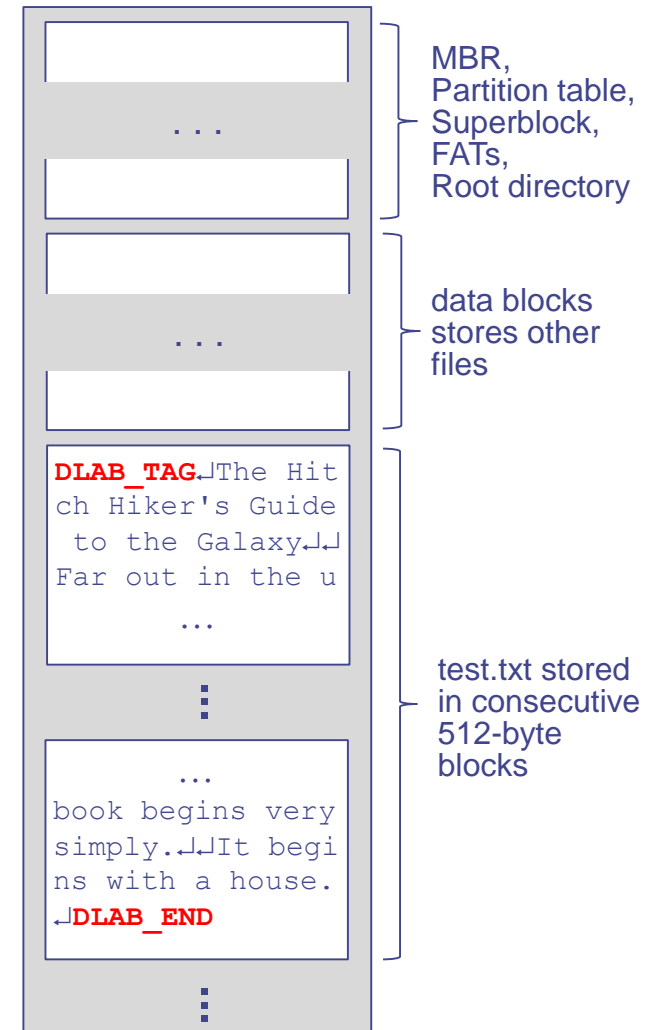 MBR,
Partition table,
Superblock,
FATs,
Root directory
. . .
data blocks
stores other
files
. . .
DLAB_TAG↵The Hit
ch Hiker's Guide
 to the Galaxy↵↵
Far out in the u
...
test.txt stored
in consecutive
512-byte
blocks
...
book begins very
simply.↵↵It begi
ns with a house.
↵DLAB_END